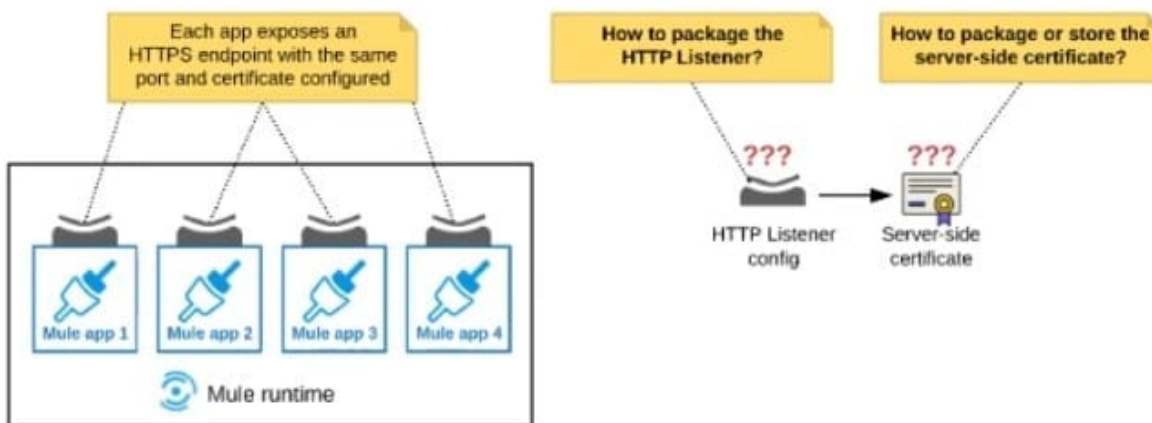 Each app exposes an
HTTPS endpoint with the same
port and certificate configured
How to package the
HTTP Listener?
How to package or store the
server-side certificate?
???
???
HTTP Listener
config
Server-side
certificate
Mule app 1
Mule app 2
Mule app 3
Mule app 4
Mule runtime